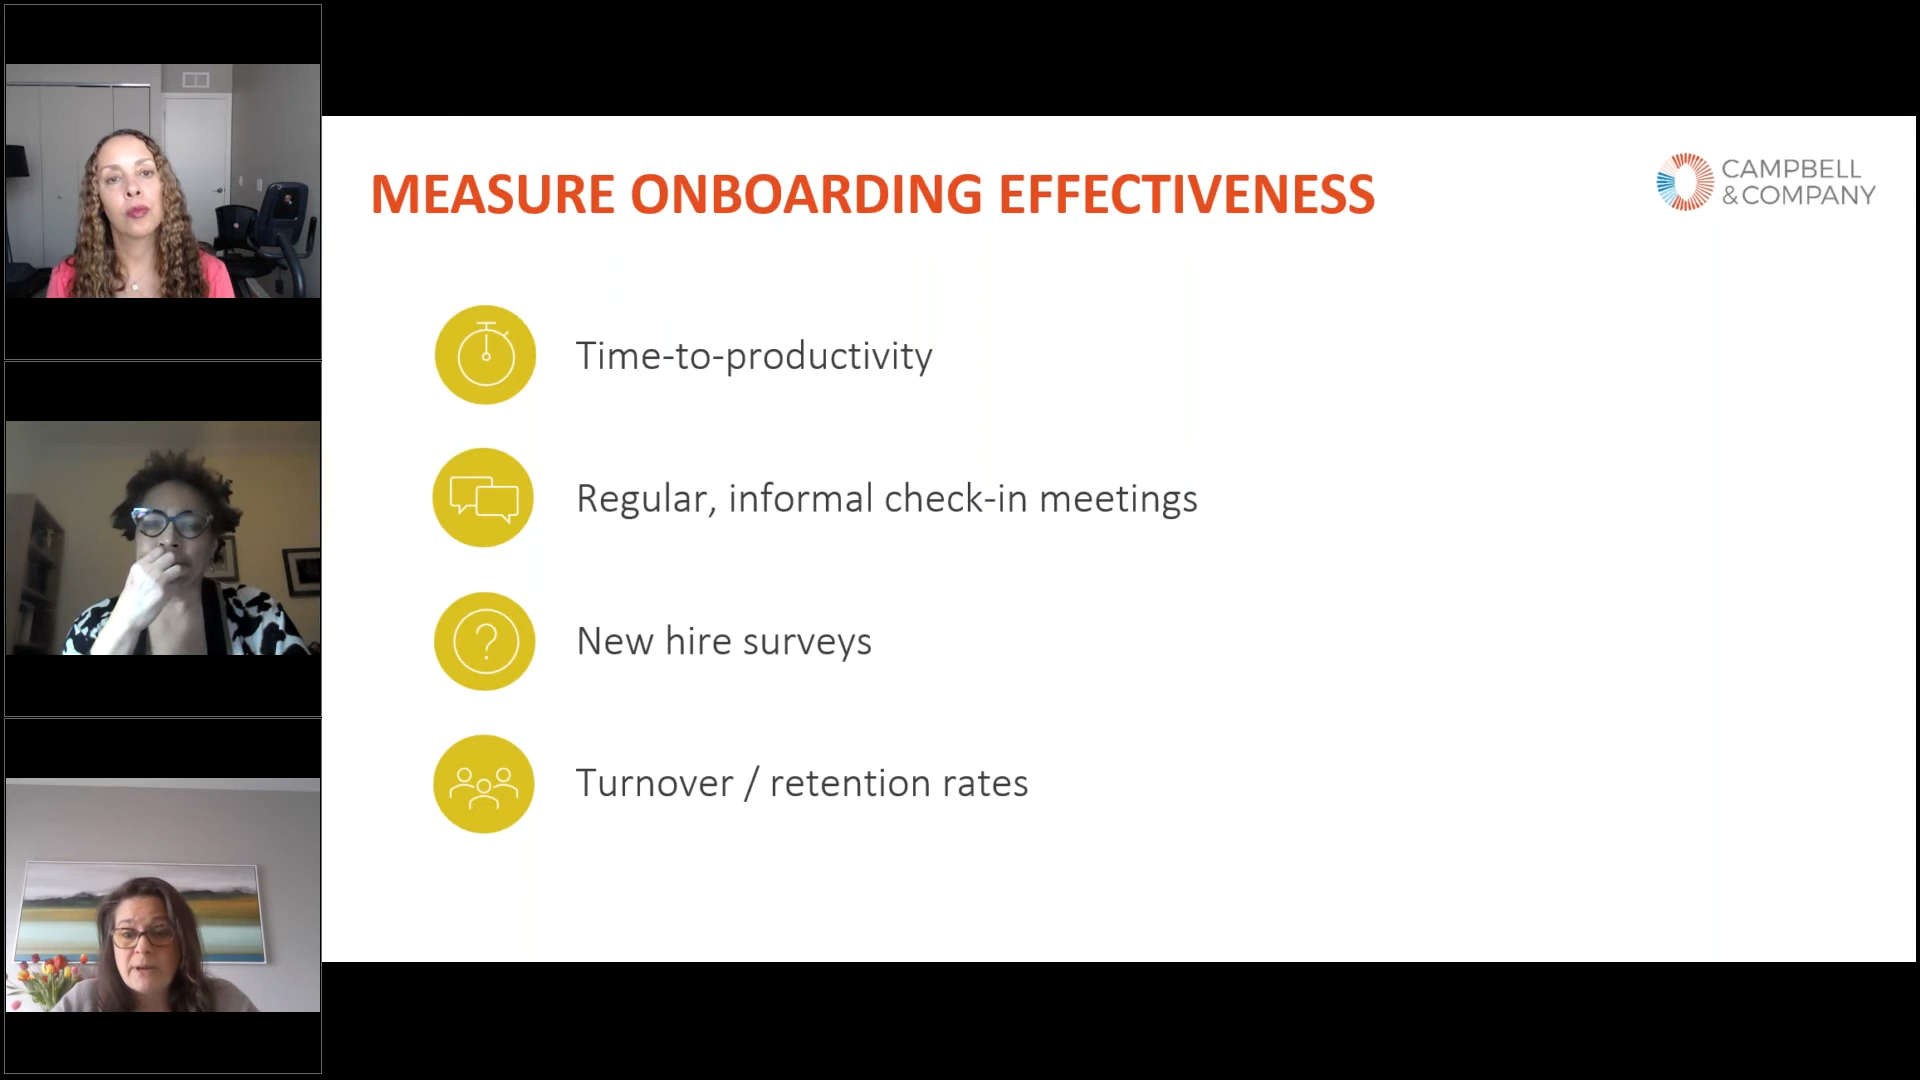 MEASURE ONBOARDING EFFECTIVENESS
CAMPBELL
& COMPANY
Time-to-productivity
Regular, informal check-in meetings
?
New hire surveys
Turnover / retention rates